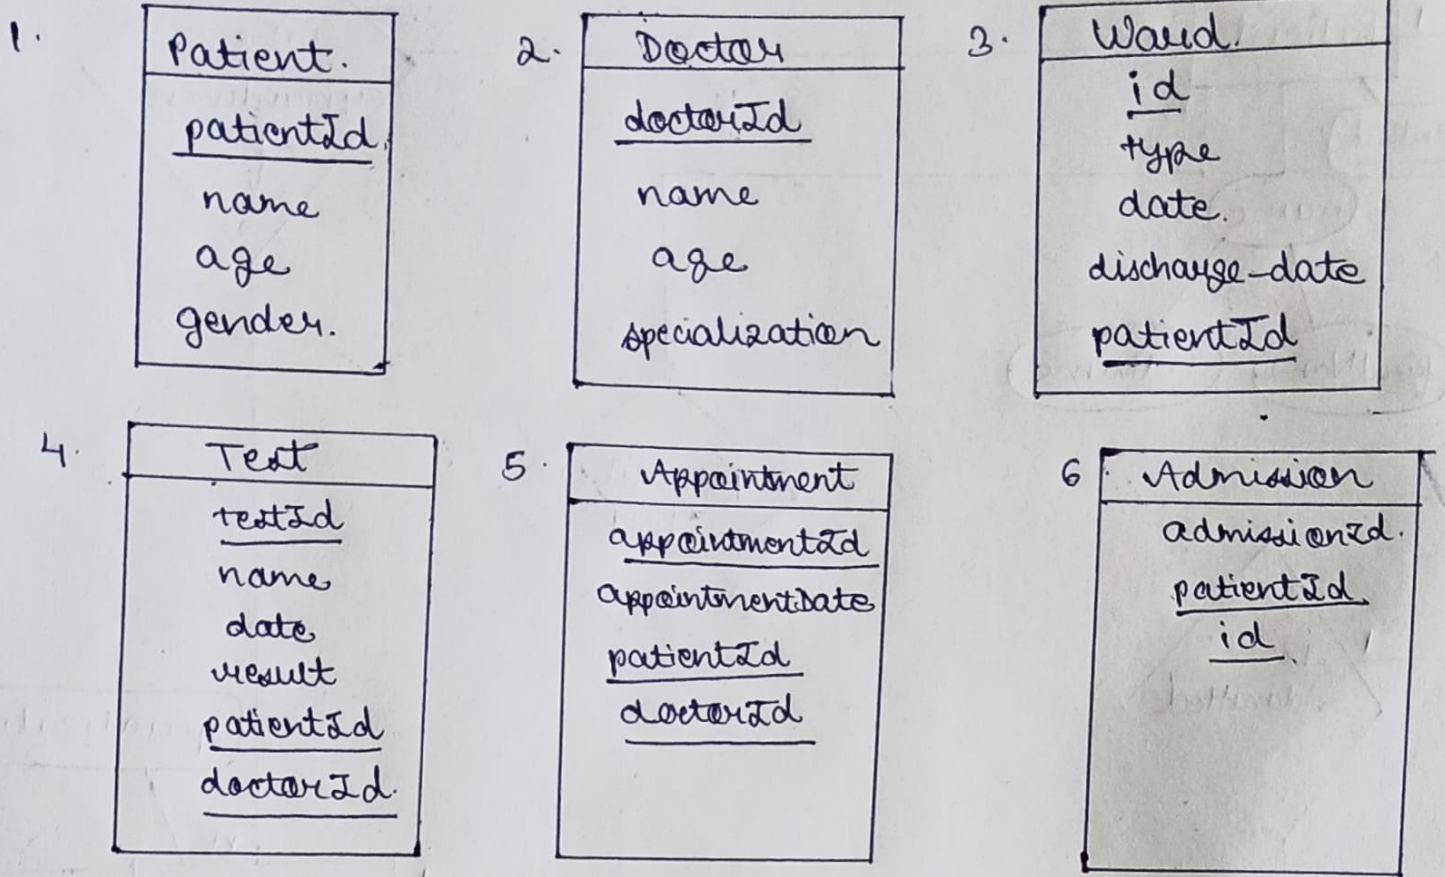 1.
Patient.
patientId
name
age
gender.
2.
Doctor
doctorId
name
age
specialization
3.
Ward.
id
type
date.
discharge-date
patientId
4.
Test
testId
name
date
result
patientId
doctorId.
5.
Appointment
appointmentId
appointmentDate
patientId
doctorId
6.
Admission
admissionId.
patientId
id